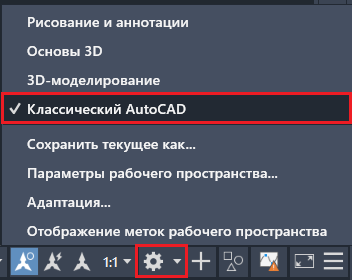 Рисование и аннотации
Основы 3D
3D-моделирование
Классический AutoCAD
Сохранить текущее как...
Параметры рабочего пространства...
Адаптация...
Отображение меток рабочего пространства
1:1